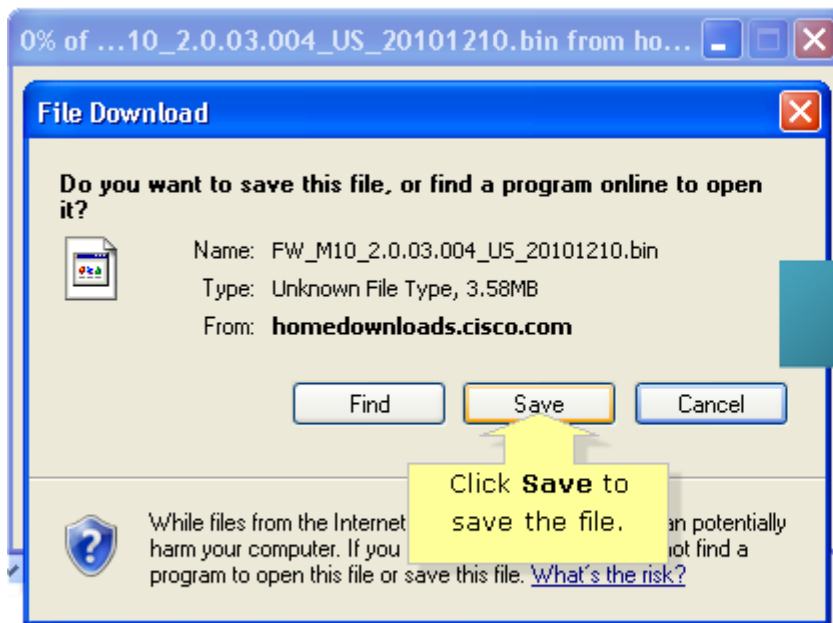 0% of ...10_2.0.03.004_US_20101210.bin from ho...
File Download
Do you want to save this file, or find a program online to open
it?
Name: FW_M10_2.0.03.004_US_20101210.bin
Type: Unknown File Type, 3.58MB
From: homedownloads.cisco.com
Find
Save
Cancel
Click Save to
save the file.
While files from the Internet an potentially
harm your computer. If you not find a
program to open this file or save this file. What's the risk?